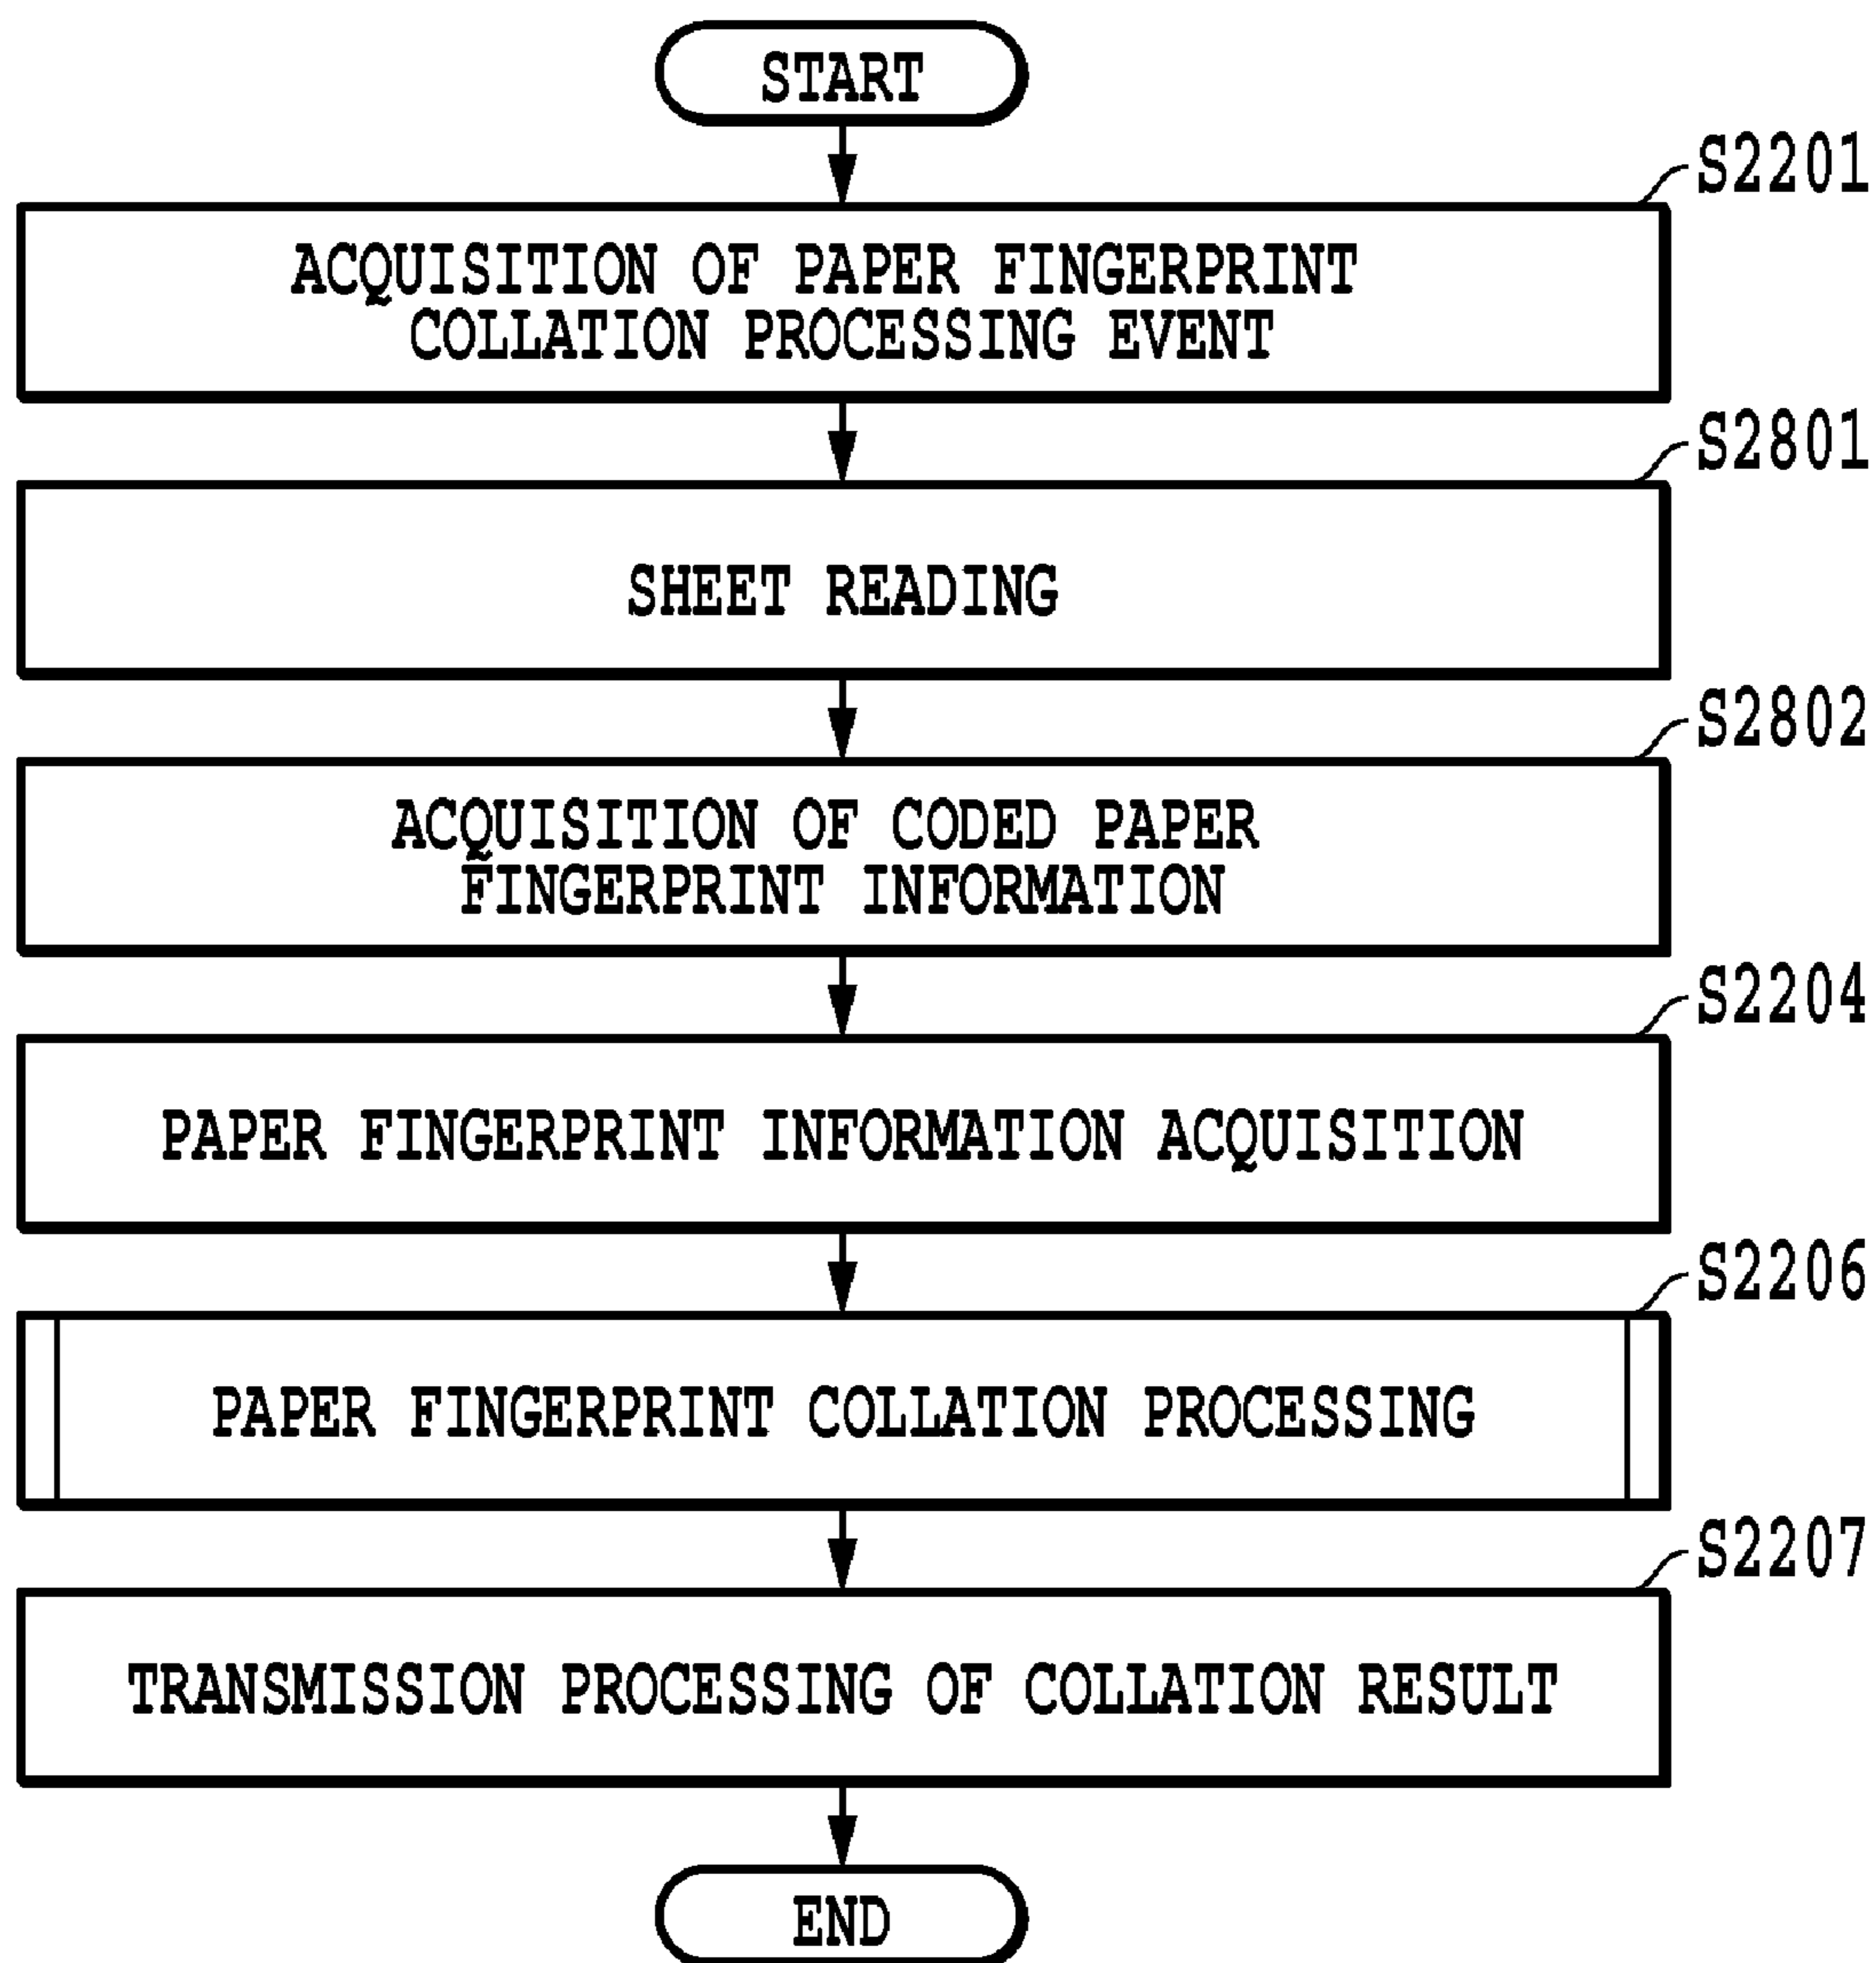 START
S2201
ACQUISITION OF PAPER FINGERPRINT
COLLATION PROCESSING EVENT
S2801
SHEET READING
S2802
ACQUISITION OF CODED PAPER
FINGERPRINT INFORMATION
S2204
PAPER FINGERPRINT INFORMATION ACQUISITION
S2206
PAPER FINGERPRINT COLLATION PROCESSING
S2207
TRANSMISSION PROCESSING OF COLLATION RESULT
END